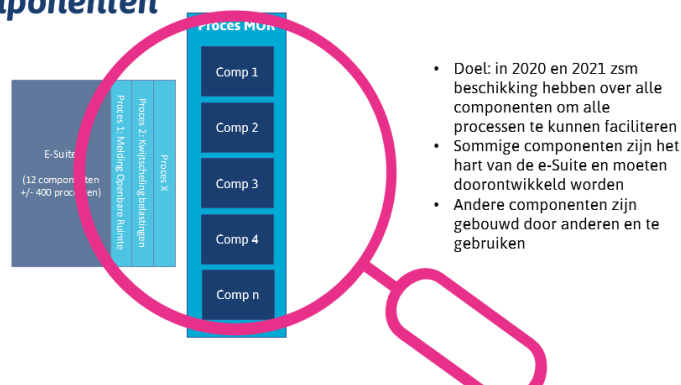 Proces MOR
Comp 1
Comp 2
Comp 3
Comp 4
Comp n
E-Suite
(12 componenten
+/- 400 processen)
Proces 1: Melding Openbare Ruimte
Proces 2: Kwijtschelding belastingen
Proces X
• Doel: in 2020 en 2021 zsm
beschikking hebben over alle
componenten om alle
processen te kunnen faciliteren
• Sommige componenten zijn het
hart van de e-Suite en moeten
doorontwikkeld worden
• Andere componenten zijn
gebouwd door anderen en te
gebruiken